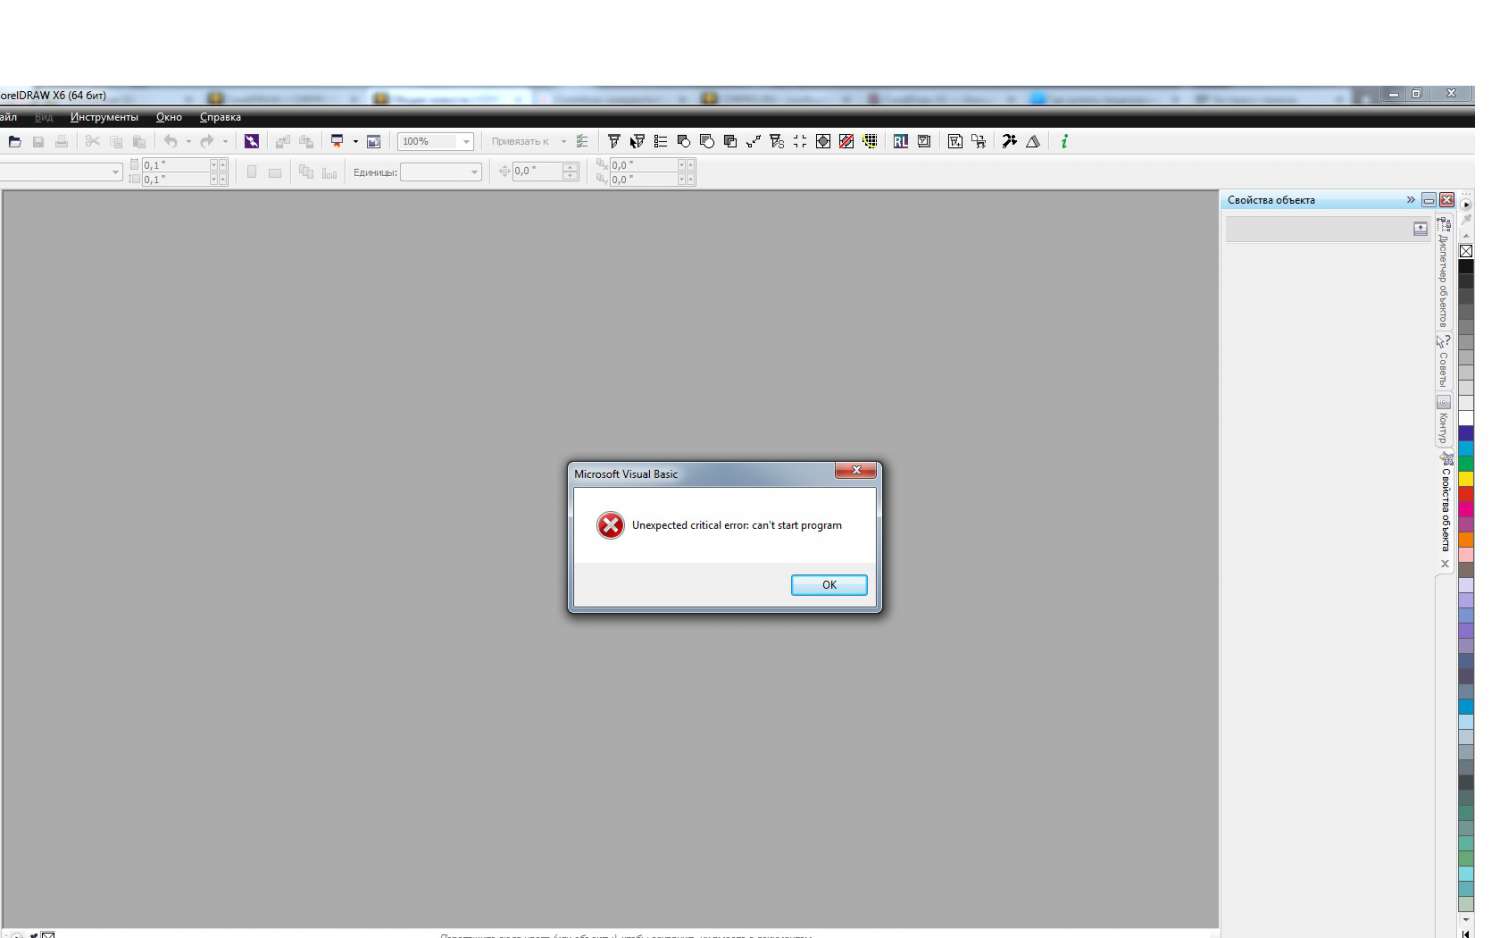 orelDRAW X6 (64 бит)
айл Вид Инструменты Окно Справка
100% Привязать к
0,1 "
0,1 "
Единицы:
0,0 "
0,0 "
0,0 "
Свойства объекта
Диспетчер объектов
Советы
Контур
Свойства объекта
Microsoft Visual Basic
Unexpected critical error: can't start program
OK